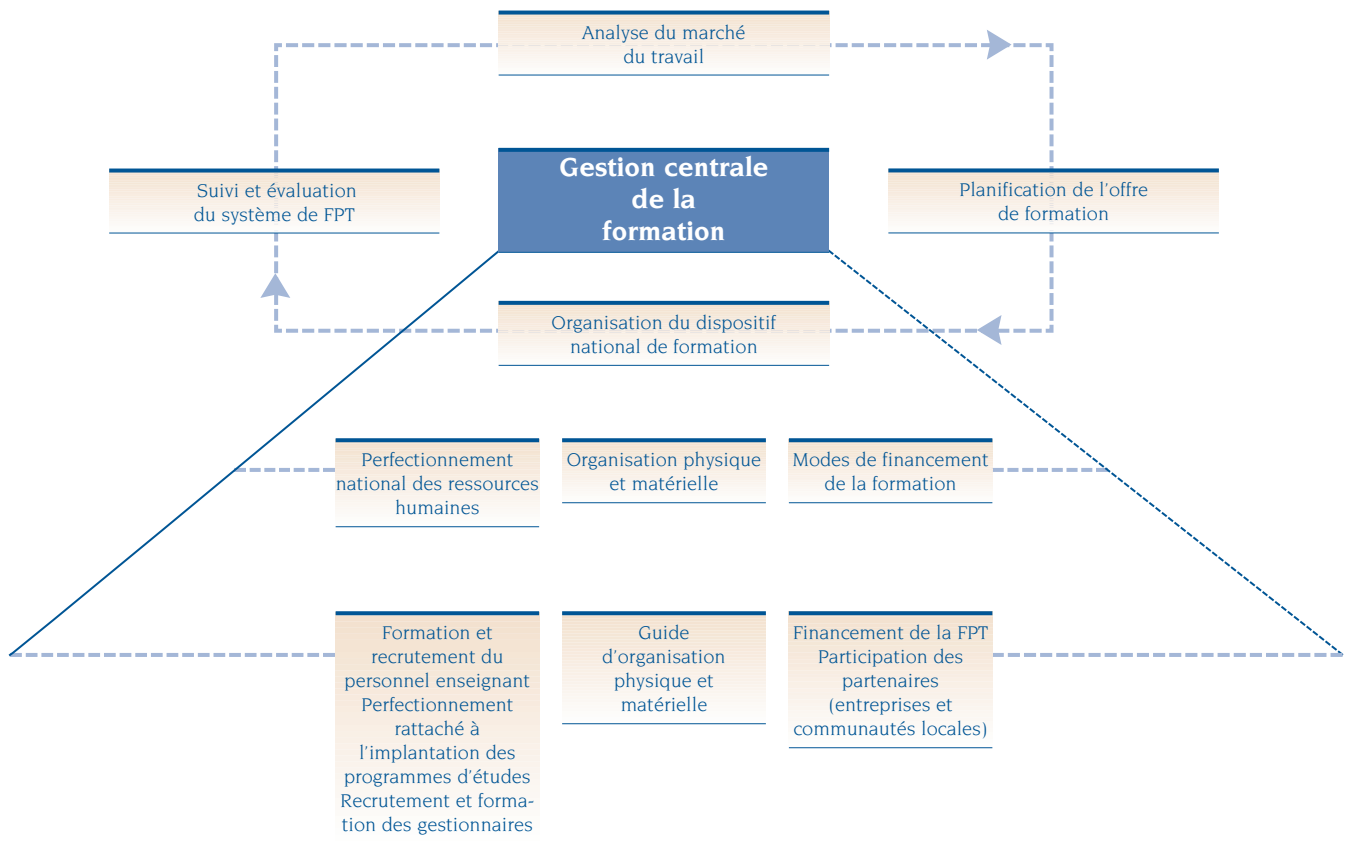 Analyse du marché
du travail
Gestion centrale
de la
formation
Suivi et évaluation
du système de FPT
Planification de l'offre
de formation
Organisation du dispositif
national de formation
Perfectionnement
national des ressources
humaines
Organisation physique
et matérielle
Modes de financement
de la formation
Formation et
recrutement du
personnel enseignant
Perfectionnement
rattaché à
l'implantation des
programmes d'études
Recrutement et forma-
tion des gestionnaires
Guide
d'organisation
physique et
matérielle
Financement de la FPT
Participation des
partenaires
(entreprises et
communautés locales)